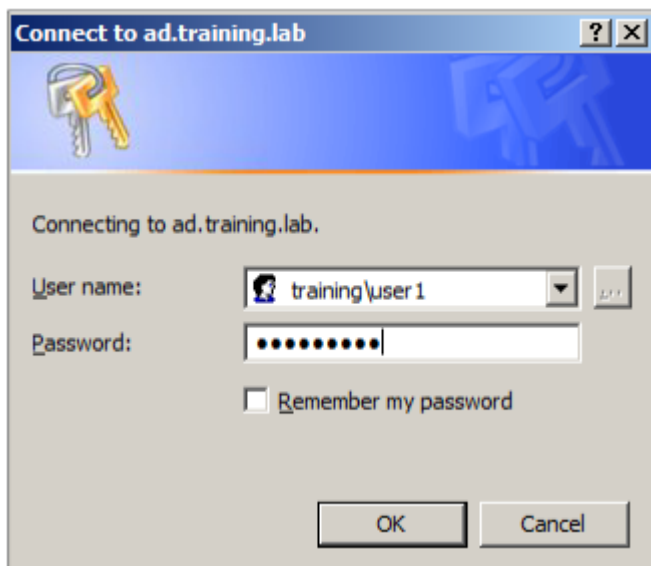 Connect to ad.training.lab
?
Connecting to ad.training.lab.
User name: training\user1 ...
Password: ●●●●●●●●●
Remember my password
OK Cancel